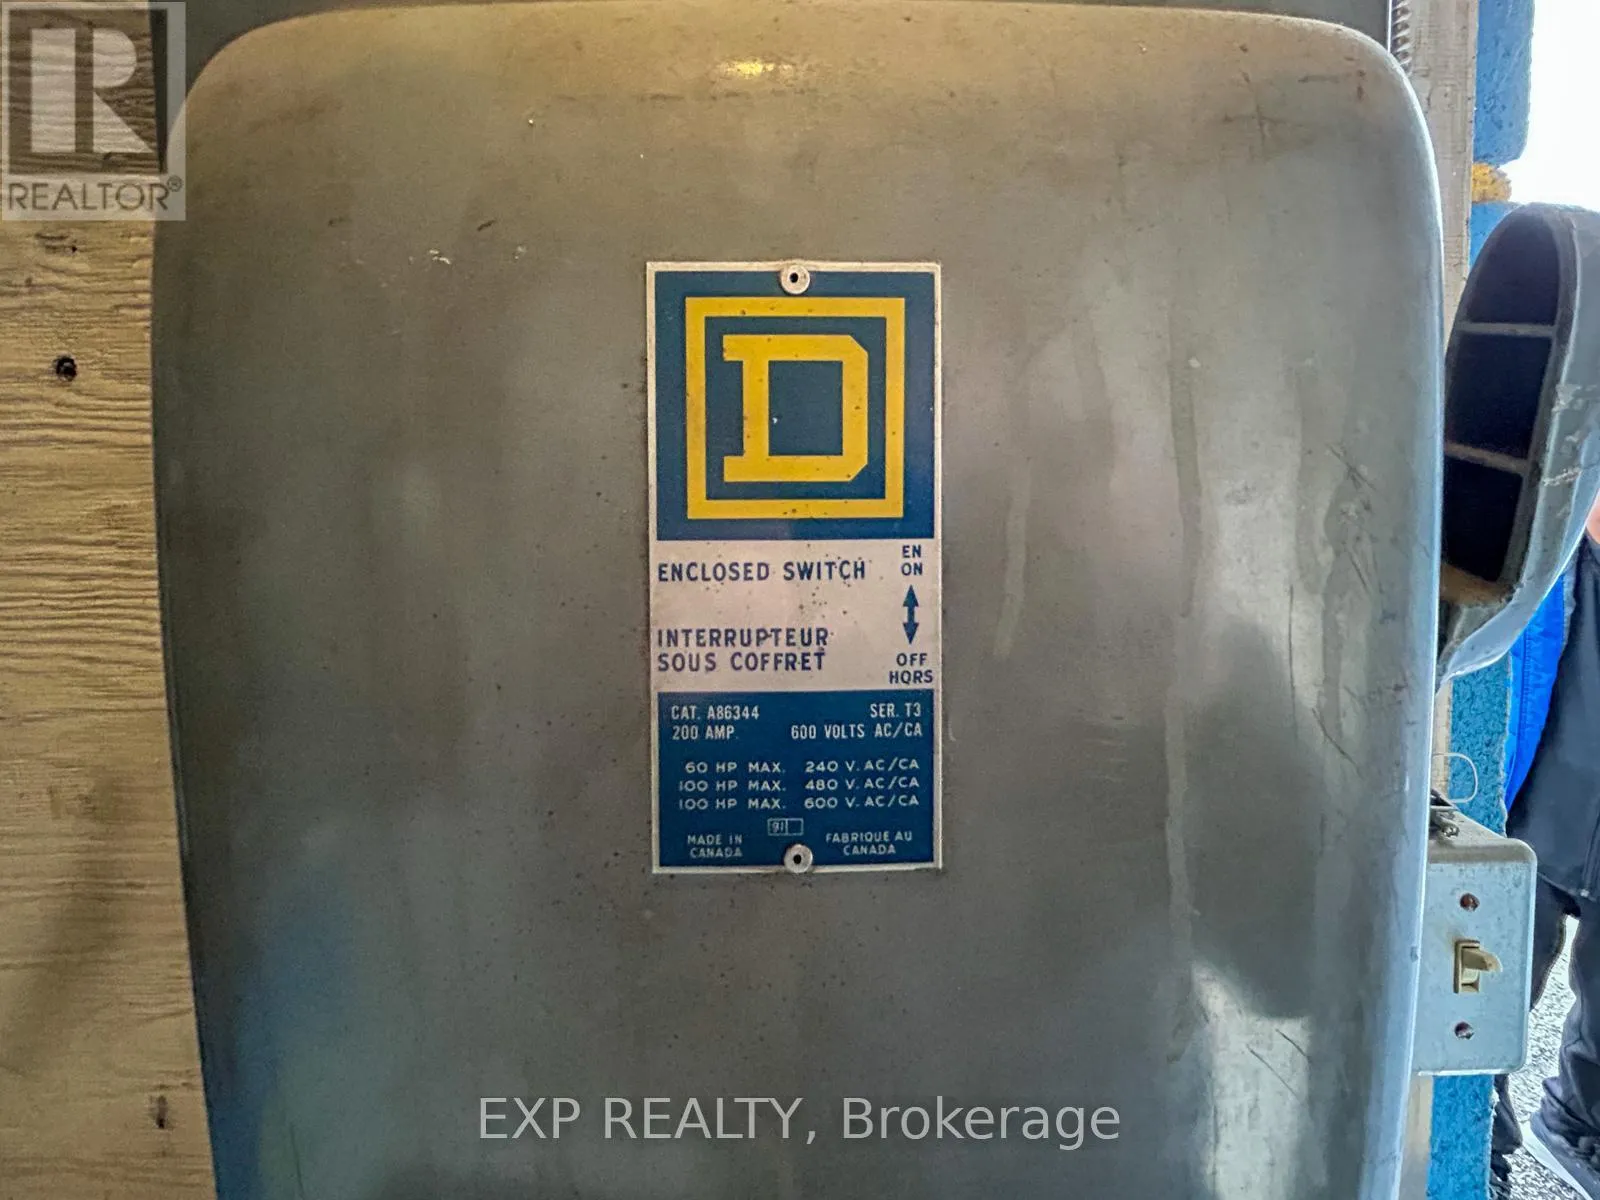 REALTOR®
D
ENCLOSED SWITCH
EN
ON
INTERRUPTEUR
SOUS COFFRET
OFF
HORS
CAT. A86344 SER. T3
200 AMP. 600 VOLTS AC/CA
60 HP MAX. 240 V. AC/CA
100 HP MAX. 480 V. AC/CA
100 HP MAX. 600 V. AC/CA
91
MADE IN
CANADA
FABRIQUE AU
CANADA
EXP REALTY, Brokerage